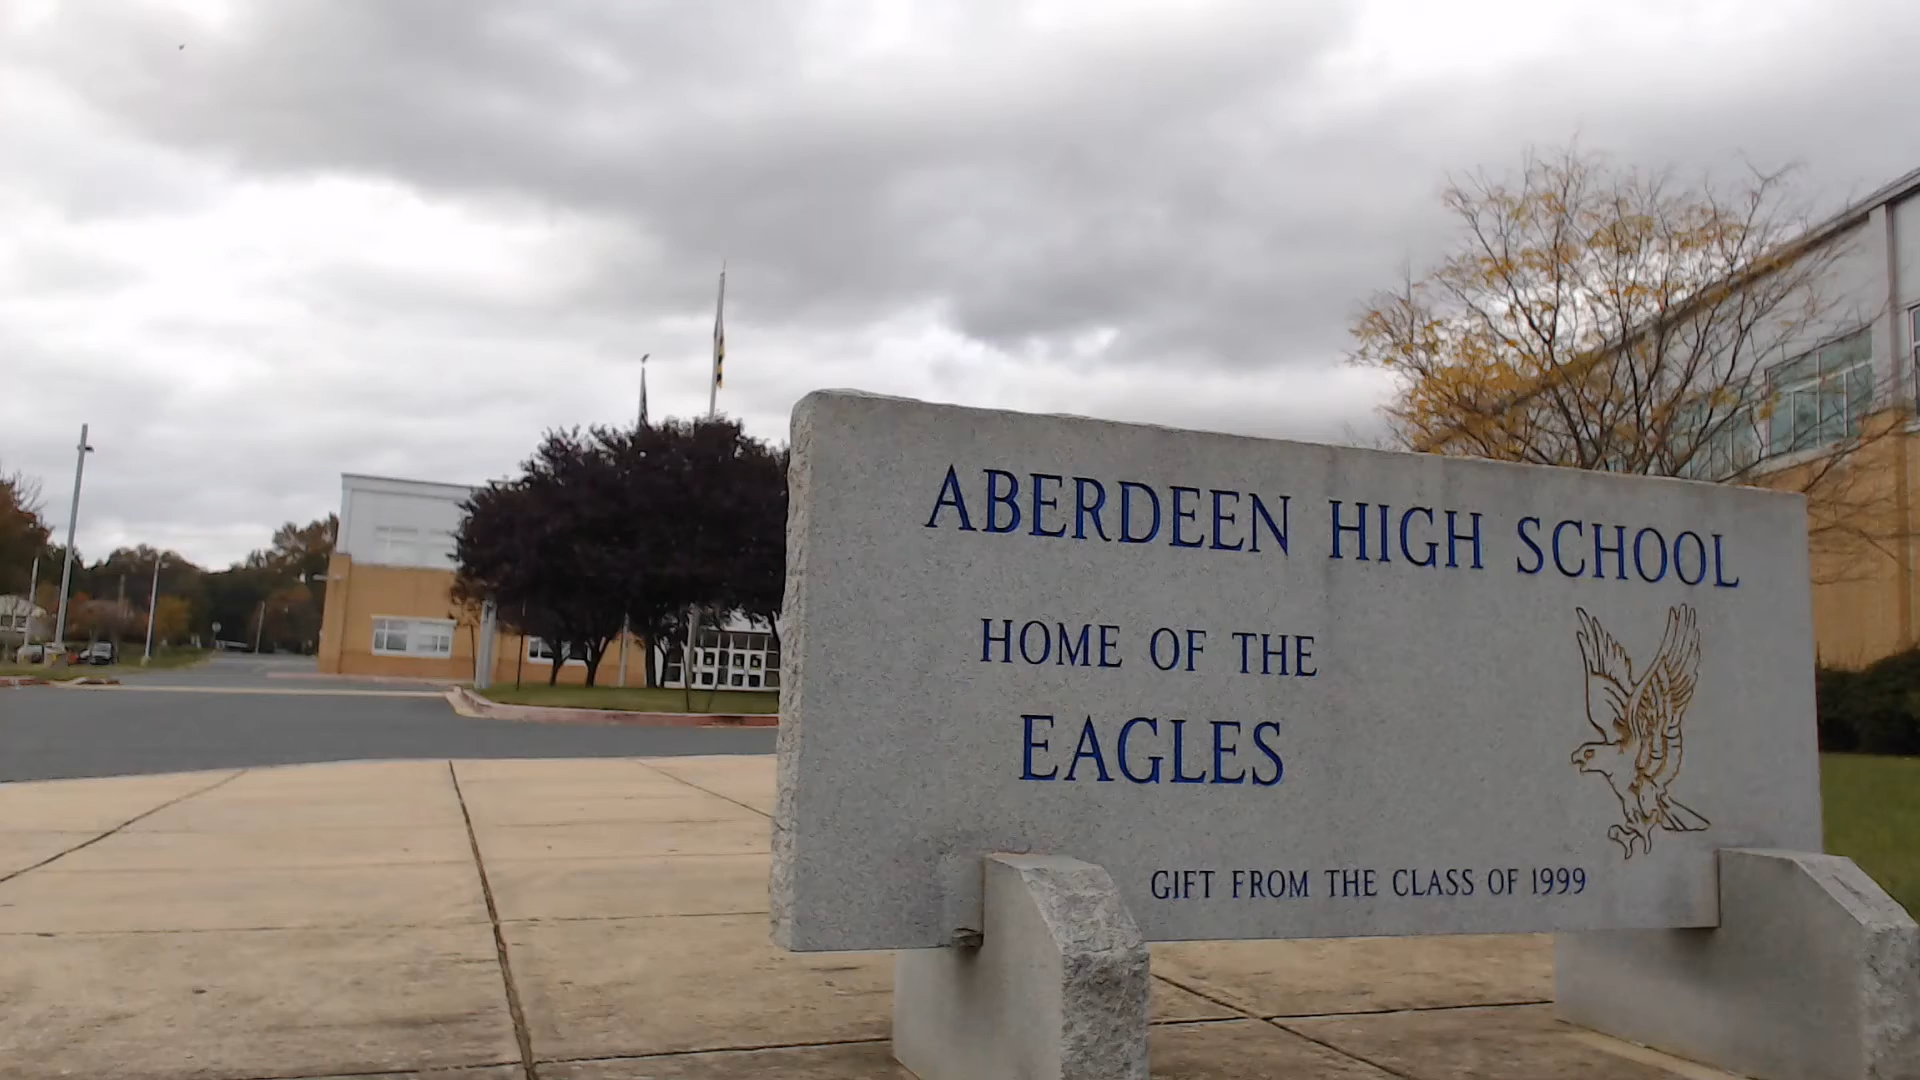 ABERDEEN HIGH SCHOOL
HOME OF THE
EAGLES
GIFT FROM THE CLASS OF 1999